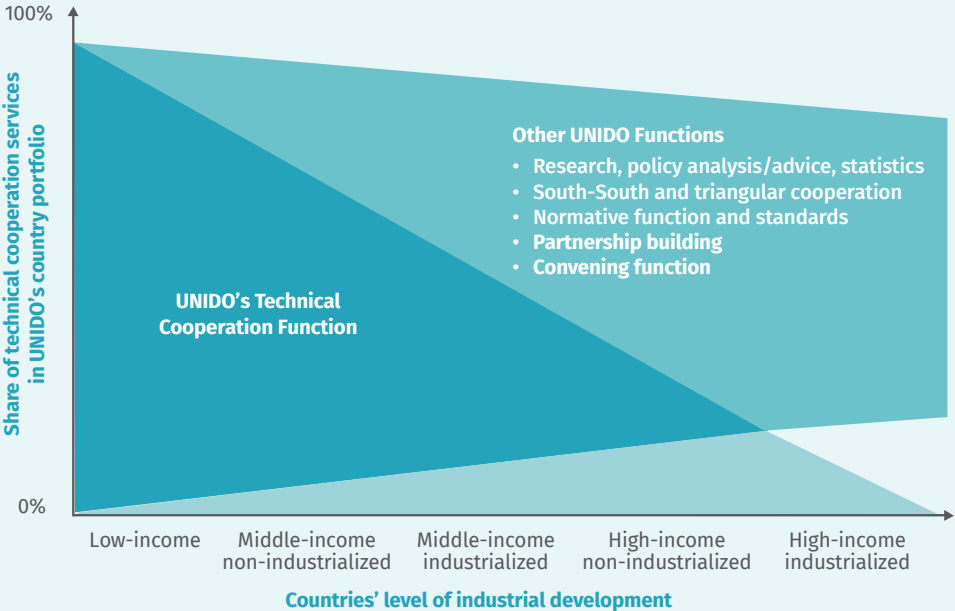 100%
Share of technical cooperation services
in UNIDO's country portfolio
Other UNIDO Functions
• Research, policy analysis/advice, statistics
• South-South and triangular cooperation
• Normative function and standards
• Partnership building
• Convening function
UNIDO's Technical
Cooperation Function
0%
Low-income
Middle-income
non-industrialized
Middle-income
industrialized
High-income
non-industrialized
High-income
industrialized
Countries' level of industrial development